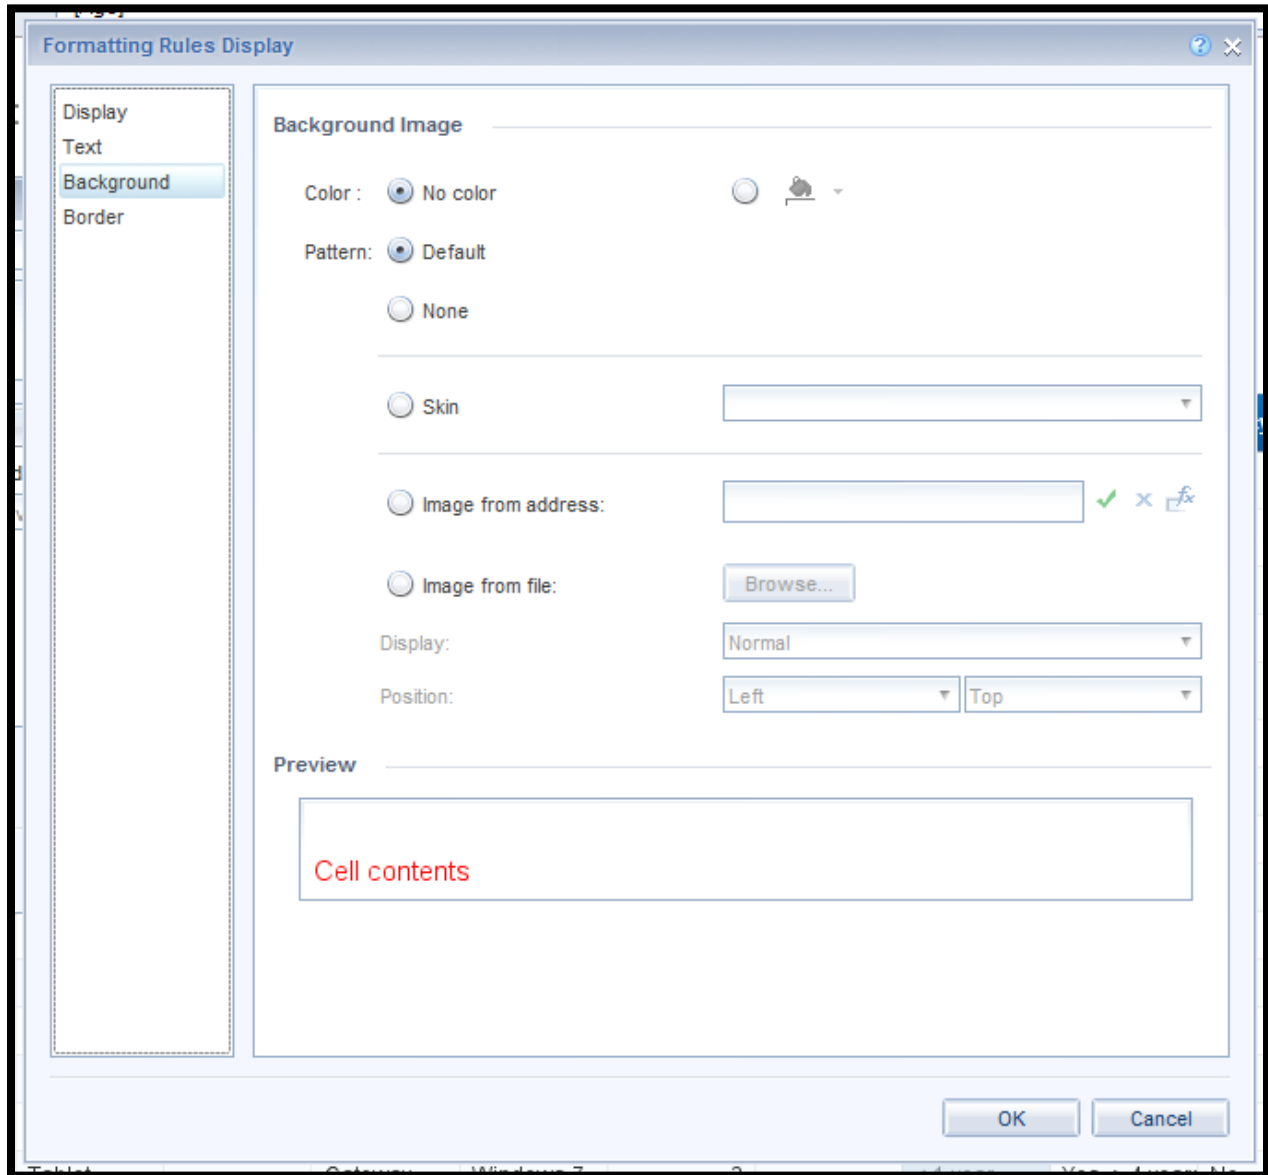 Formatting Rules Display
Display
Text
Background
Border
Background Image
Color : No color
Pattern: Default
None
Skin
Image from address:
fx
Image from file: Browse...
Display: Normal
Position: Left Top
Preview
Cell contents
OK Cancel